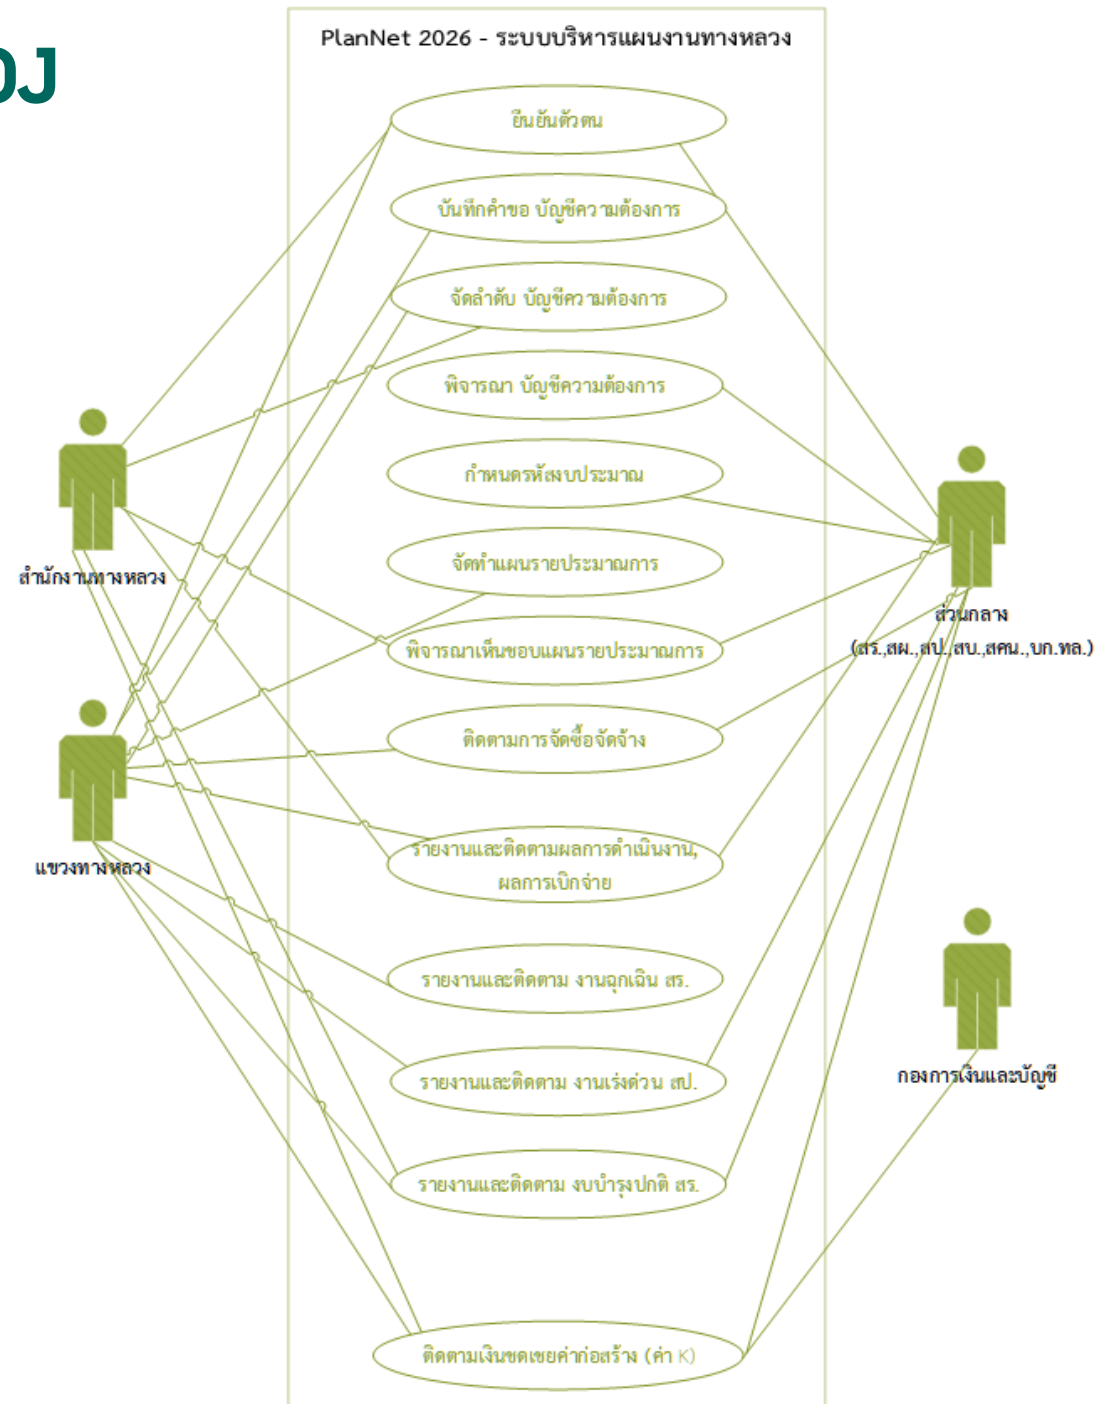 PlanNet 2026 - ระบบบริหารแผนงานทางหลวง
ยืนยันตัวตน
บันทึกคำขอ บัญชีความต้องการ
จัดลำดับ บัญชีความต้องการ
พิจารณา บัญชีความต้องการ
กำหนดรหัสงบประมาณ
จัดทำแผนรายประมาณการ
พิจารณาเห็นชอบแผนรายประมาณการ
ติดตามการจัดซื้อจัดจ้าง
รายงานและติดตามผลการดำเนินงาน,
ผลการเบิกจ่าย
รายงานและติดตาม งานฉุกเฉิน สร.
รายงานและติดตาม งานเร่งด่วน สป.
รายงานและติดตาม งบบำรุงปกติ สร.
ติดตามเงินชดเชยค่าก่อสร้าง (ค่า K)
สำนักงานทางหลวง
แขวงทางหลวง
ส่วนกลาง
(สร.,สผ.,สป.,สบ.,สคน.,บก.ทล.)
กองการเงินและบัญชี